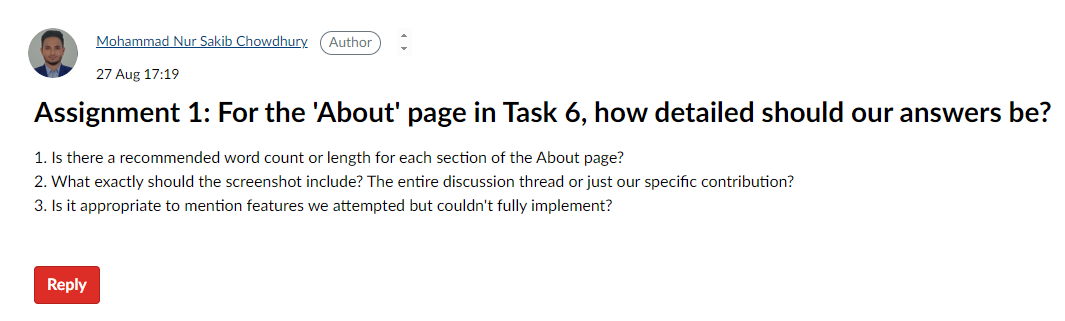 Mohammad Nur Sakib Chowdhury Author
27 Aug 17:19
Assignment 1: For the 'About' page in Task 6, how detailed should our answers be?
1. Is there a recommended word count or length for each section of the About page?
2. What exactly should the screenshot include? The entire discussion thread or just our specific contribution?
3. Is it appropriate to mention features we attempted but couldn't fully implement?
Reply